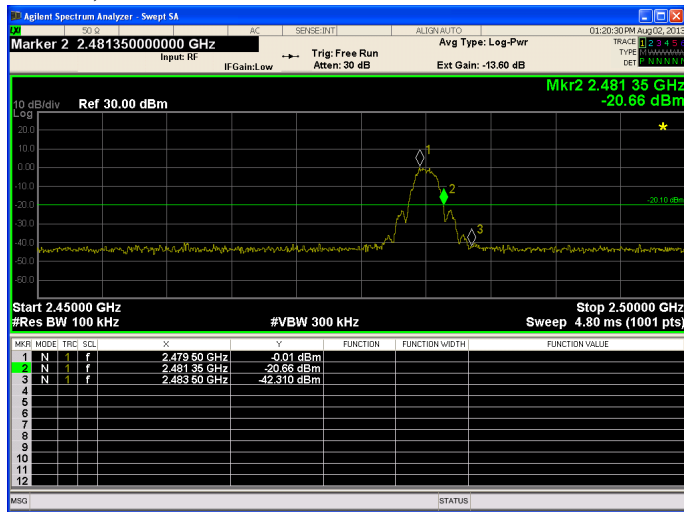 Agilent Spectrum Analyzer - Swept SA
50 Ω AC SENSE:INT ALIGN AUTO 01:20:30 PM Aug 02, 2013
Marker 2 2.481350000000 GHz
Avg Type: Log-Pwr
TRACE 1 2 3 4 5
TYPE
DET P N N N N N
Input: RF
Trig: Free Run
IFGain:Low
Atten: 30 dB
Ext Gain: -13.60 dB
Mkr2 2.481 35 GHz
-20.66 dBm
10 dB/div Ref 30.00 dBm
Log
20.0
10.0
0.00
-10.0
-20.0
-30.0
-40.0
-50.0
-60.0
1
2
3
-20.10 dBm
Start 2.45000 GHz Stop 2.50000 GHz
#Res BW 100 kHz #VBW 300 kHz Sweep 4.80 ms (1001 pts)
MKR MODE TRC SCL X Y FUNCTION FUNCTION WIDTH FUNCTION VALUE
1 N 1 f 2.479 50 GHz -0.01 dBm
2 N 1 f 2.481 35 GHz -20.66 dBm
3 N 1 f 2.483 50 GHz -42.310 dBm
4
5
6
7
8
9
10
11
12
MSG STATUS